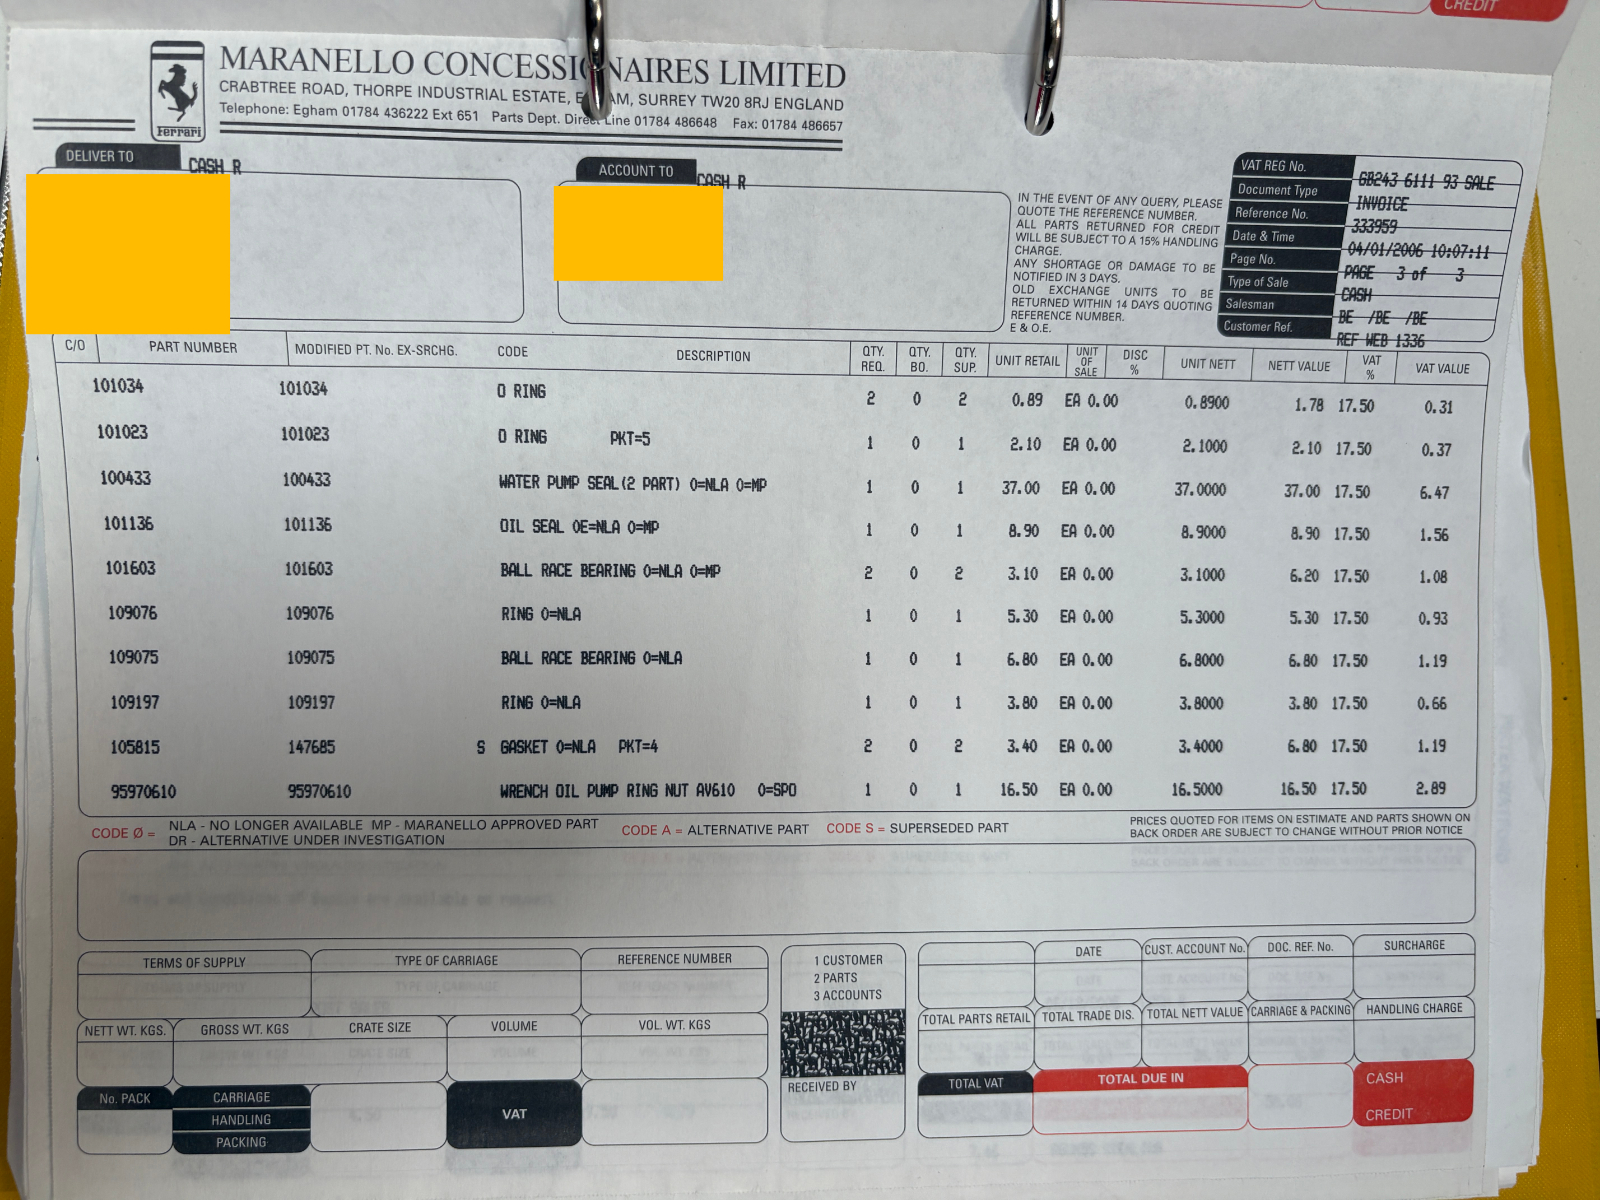 CREDIT
MARANELLO CONCESSIONAIRES LIMITED
CRABTREE ROAD, THORPE INDUSTRIAL ESTATE, EGHAM, SURREY TW20 8RJ ENGLAND
Telephone: Egham 01784 436222 Ext 651 Parts Dept. Direct Line 01784 486648 Fax: 01784 486657
Ferrari
DELIVER TO CASH R
ACCOUNT TO CASH R
IN THE EVENT OF ANY QUERY, PLEASE
QUOTE THE REFERENCE NUMBER.
ALL PARTS RETURNED FOR CREDIT
WILL BE SUBJECT TO A 15% HANDLING
CHARGE.
ANY SHORTAGE OR DAMAGE TO BE
NOTIFIED IN 3 DAYS.
OLD EXCHANGE UNITS TO BE
RETURNED WITHIN 14 DAYS QUOTING
REFERENCE NUMBER.
E & O.E.
VAT REG No. GB243 6111 93 SALE
Document Type INVOICE
Reference No. 333959
Date & Time 04/01/2006 10:07:11
Page No. PAGE 3 of 3
Type of Sale CASH
Salesman BE /BE /BE
Customer Ref. REF WEB 1336
C/O PART NUMBER MODIFIED PT. No. EX-SRCHG. CODE DESCRIPTION QTY. REQ. QTY. BO. QTY. SUP. UNIT RETAIL UNIT OF SALE DISC % UNIT NETT NETT VALUE VAT % VAT VALUE
101034 101034 O RING 2 0 2 0.89 EA 0.00 0.8900 1.78 17.50 0.31
101023 101023 O RING PKT=5 1 0 1 2.10 EA 0.00 2.1000 2.10 17.50 0.37
100433 100433 WATER PUMP SEAL(2 PART) O=NLA O=MP 1 0 1 37.00 EA 0.00 37.0000 37.00 17.50 6.47
101136 101136 OIL SEAL OE=NLA O=MP 1 0 1 8.90 EA 0.00 8.9000 8.90 17.50 1.56
101603 101603 BALL RACE BEARING O=NLA O=MP 2 0 2 3.10 EA 0.00 3.1000 6.20 17.50 1.08
109076 109076 RING O=NLA 1 0 1 5.30 EA 0.00 5.3000 5.30 17.50 0.93
109075 109075 BALL RACE BEARING O=NLA 1 0 1 6.80 EA 0.00 6.8000 6.80 17.50 1.19
109197 109197 RING O=NLA 1 0 1 3.80 EA 0.00 3.8000 3.80 17.50 0.66
105815 147685 S GASKET O=NLA PKT=4 2 0 2 3.40 EA 0.00 3.4000 6.80 17.50 1.19
95970610 95970610 WRENCH OIL PUMP RING NUT AV610 O=SPO 1 0 1 16.50 EA 0.00 16.5000 16.50 17.50 2.89
CODE Ø = NLA - NO LONGER AVAILABLE MP - MARANELLO APPROVED PART
DR - ALTERNATIVE UNDER INVESTIGATION
CODE A = ALTERNATIVE PART CODE S = SUPERSEDED PART
PRICES QUOTED FOR ITEMS ON ESTIMATE AND PARTS SHOWN ON
BACK ORDER ARE SUBJECT TO CHANGE WITHOUT PRIOR NOTICE
TERMS OF SUPPLY TYPE OF CARRIAGE REFERENCE NUMBER
NETT WT. KGS. GROSS WT. KGS CRATE SIZE VOLUME VOL. WT. KGS
No. PACK CARRIAGE
HANDLING
PACKING
VAT
1 CUSTOMER
2 PARTS
3 ACCOUNTS
RECEIVED BY
DATE CUST. ACCOUNT No. DOC. REF. No. SURCHARGE
TOTAL PARTS RETAIL TOTAL TRADE DIS. TOTAL NETT VALUE CARRIAGE & PACKING HANDLING CHARGE
TOTAL VAT TOTAL DUE IN CASH
CREDIT